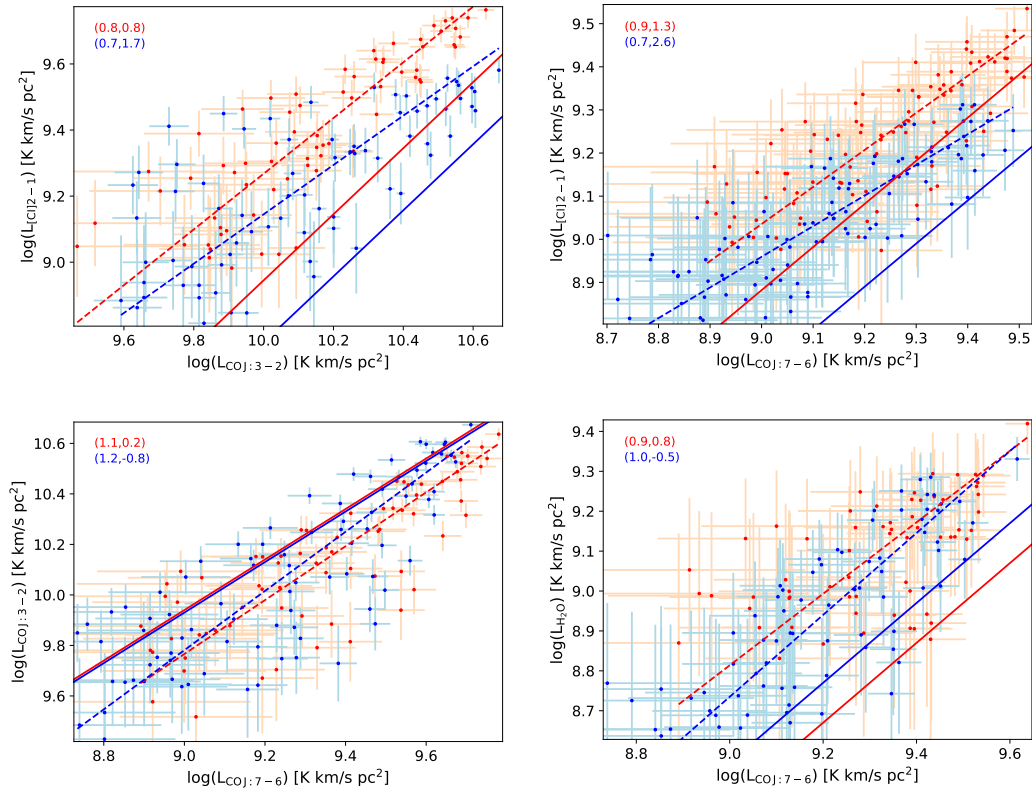 (0.8,0.8)
(0.7,1.7)
9.6
9.4
9.2
9.0
log(L[CI]2−1) [K km/s pc²]
9.6 9.8 10.0 10.2 10.4 10.6
log(LCOJ:3−2) [K km/s pc²]
(0.9,1.3)
(0.7,2.6)
9.5
9.4
9.3
9.2
9.1
9.0
8.9
log(L[CI]2−1) [K km/s pc²]
8.7 8.8 8.9 9.0 9.1 9.2 9.3 9.4 9.5
log(LCOJ:7−6) [K km/s pc²]
(1.1,0.2)
(1.2,-0.8)
10.6
10.4
10.2
10.0
9.8
9.6
log(LCOJ:3−2) [K km/s pc²]
8.8 9.0 9.2 9.4 9.6
log(LCOJ:7−6) [K km/s pc²]
(0.9,0.8)
(1.0,-0.5)
9.4
9.3
9.2
9.1
9.0
8.9
8.8
8.7
log(LH₂O) [K km/s pc²]
8.8 9.0 9.2 9.4 9.6
log(LCOJ:7−6) [K km/s pc²]